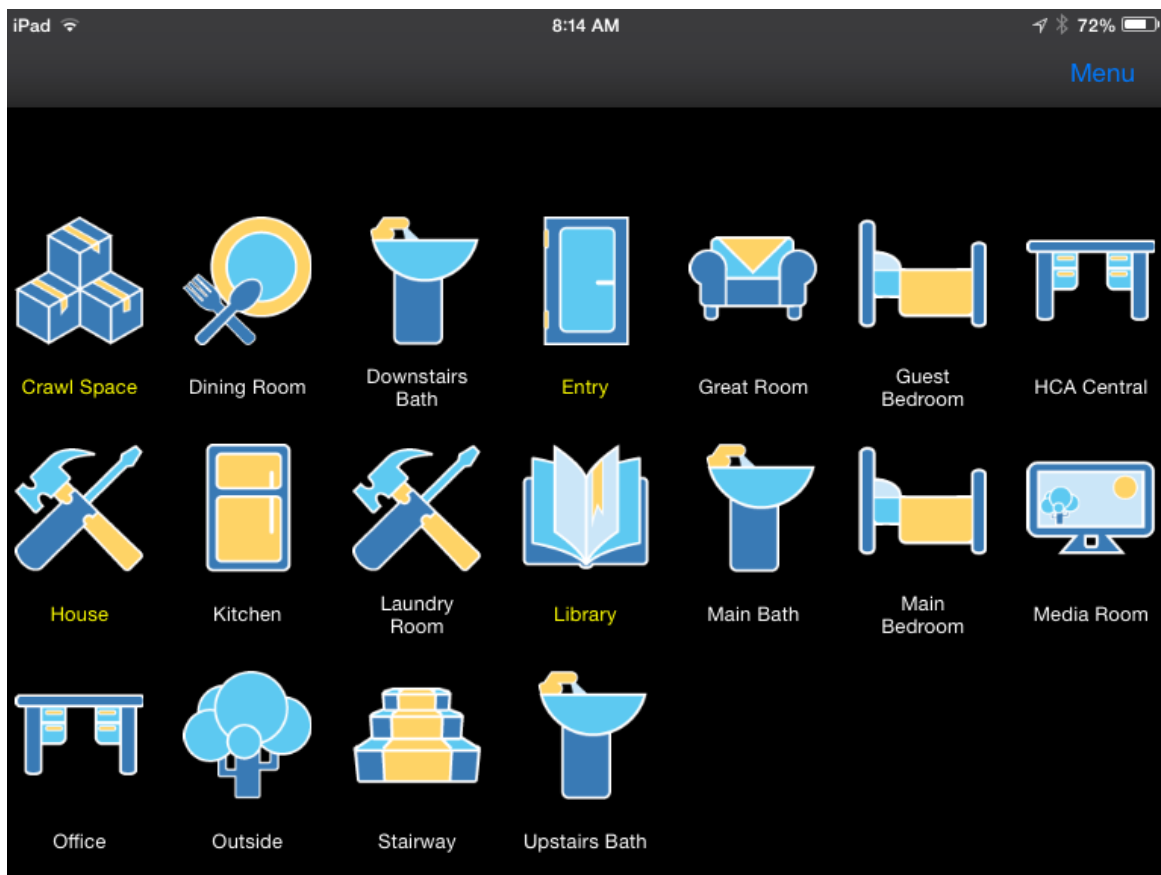 iPad 8:14 AM 72%
Menu
Crawl Space Dining Room Downstairs Bath Entry Great Room Guest Bedroom HCA Central
House Kitchen Laundry Room Library Main Bath Main Bedroom Media Room
Office Outside Stairway Upstairs Bath